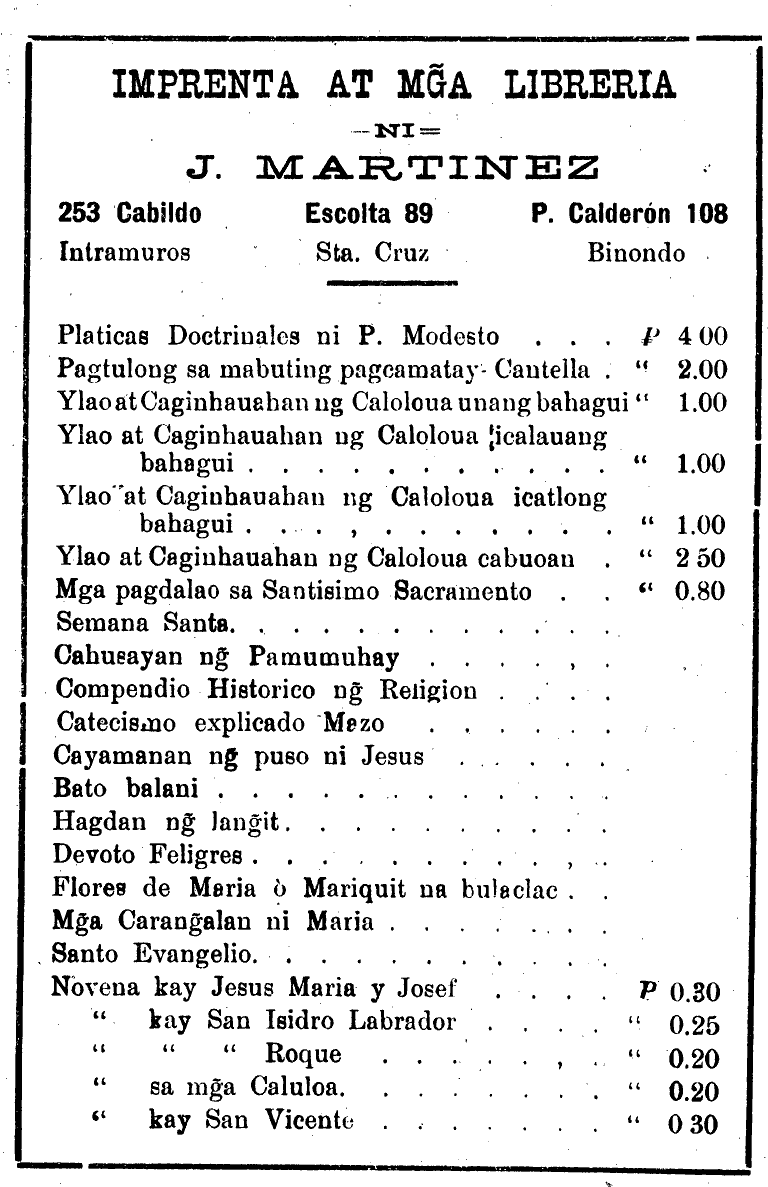 IMPRENTA AT MG̃A LIBRERIA
--NI=
J. MARTINEZ
253 Cabildo Escolta 89 P. Calderón 108
Intramuros Sta. Cruz Binondo
Platicas Doctrinales ni P. Modesto . . . ₱ 4 00
Pagtulong sa mabuting pagcamatay- Cantella . “ 2.00
Ylao at Caginhauahan ng Caloloua unang bahagui “ 1.00
Ylao at Caginhauahan ng Caloloua icalauang
bahagui . . . . . . . . . . . . “ 1.00
Ylao at Caginhauahan ng Caloloua icatlong
bahagui . . . , . . . . . . . . “ 1.00
Ylao at Caginhauahan ng Caloloua cabuoan . “ 2 50
Mga pagdalao sa Santisimo Sacramento . . “ 0.80
Semana Santa. . . . . . . . . . . .
Cahusayan ng̃ Pamumuhay . . . . , .
Compendio Historico ng̃ Religion . . . .
Catecismo explicado Mazo . . . . . .
Cayamanan ng̃ puso ni Jesus . . . . .
Bato balani . . . . . . . . . . . .
Hagdan ng̃ lang̃it. . . . . . . . . .
Devoto Feligres . . . . . . . . . , . .
Flores de Maria ò Mariquit na bulaclac . .
Mg̃a Carang̃alan ni Maria . . . . . . .
Santo Evangelio. . . . . . . . . . .
Novena kay Jesus Maria y Josef . . . . ₱ 0.30
“ kay San Isidro Labrador . . . . “ 0.25
“ “ “ Roque . . . . . , . “ 0.20
“ sa mg̃a Caluloa. . . . . . . . “ 0.20
“ kay San Vicente . . . . . . . “ 0 30